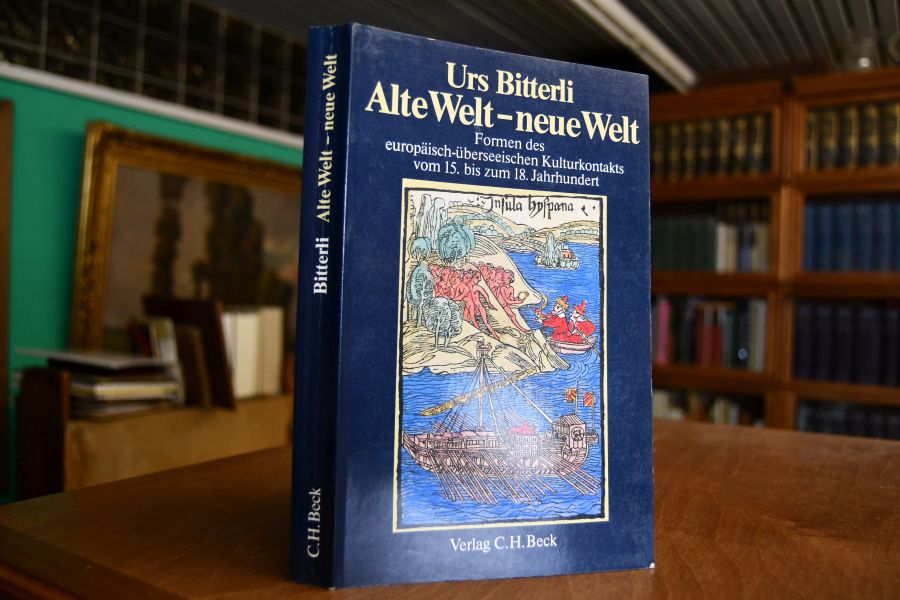 Urs Bitterli
Alte Welt – neue Welt
Formen des
europäisch-überseeischen Kulturkontakts
vom 15. bis zum 18. Jahrhundert
Insula hyspana
Verlag C.H.Beck
Bitterli Alte Welt – neue Welt
C.H.Beck